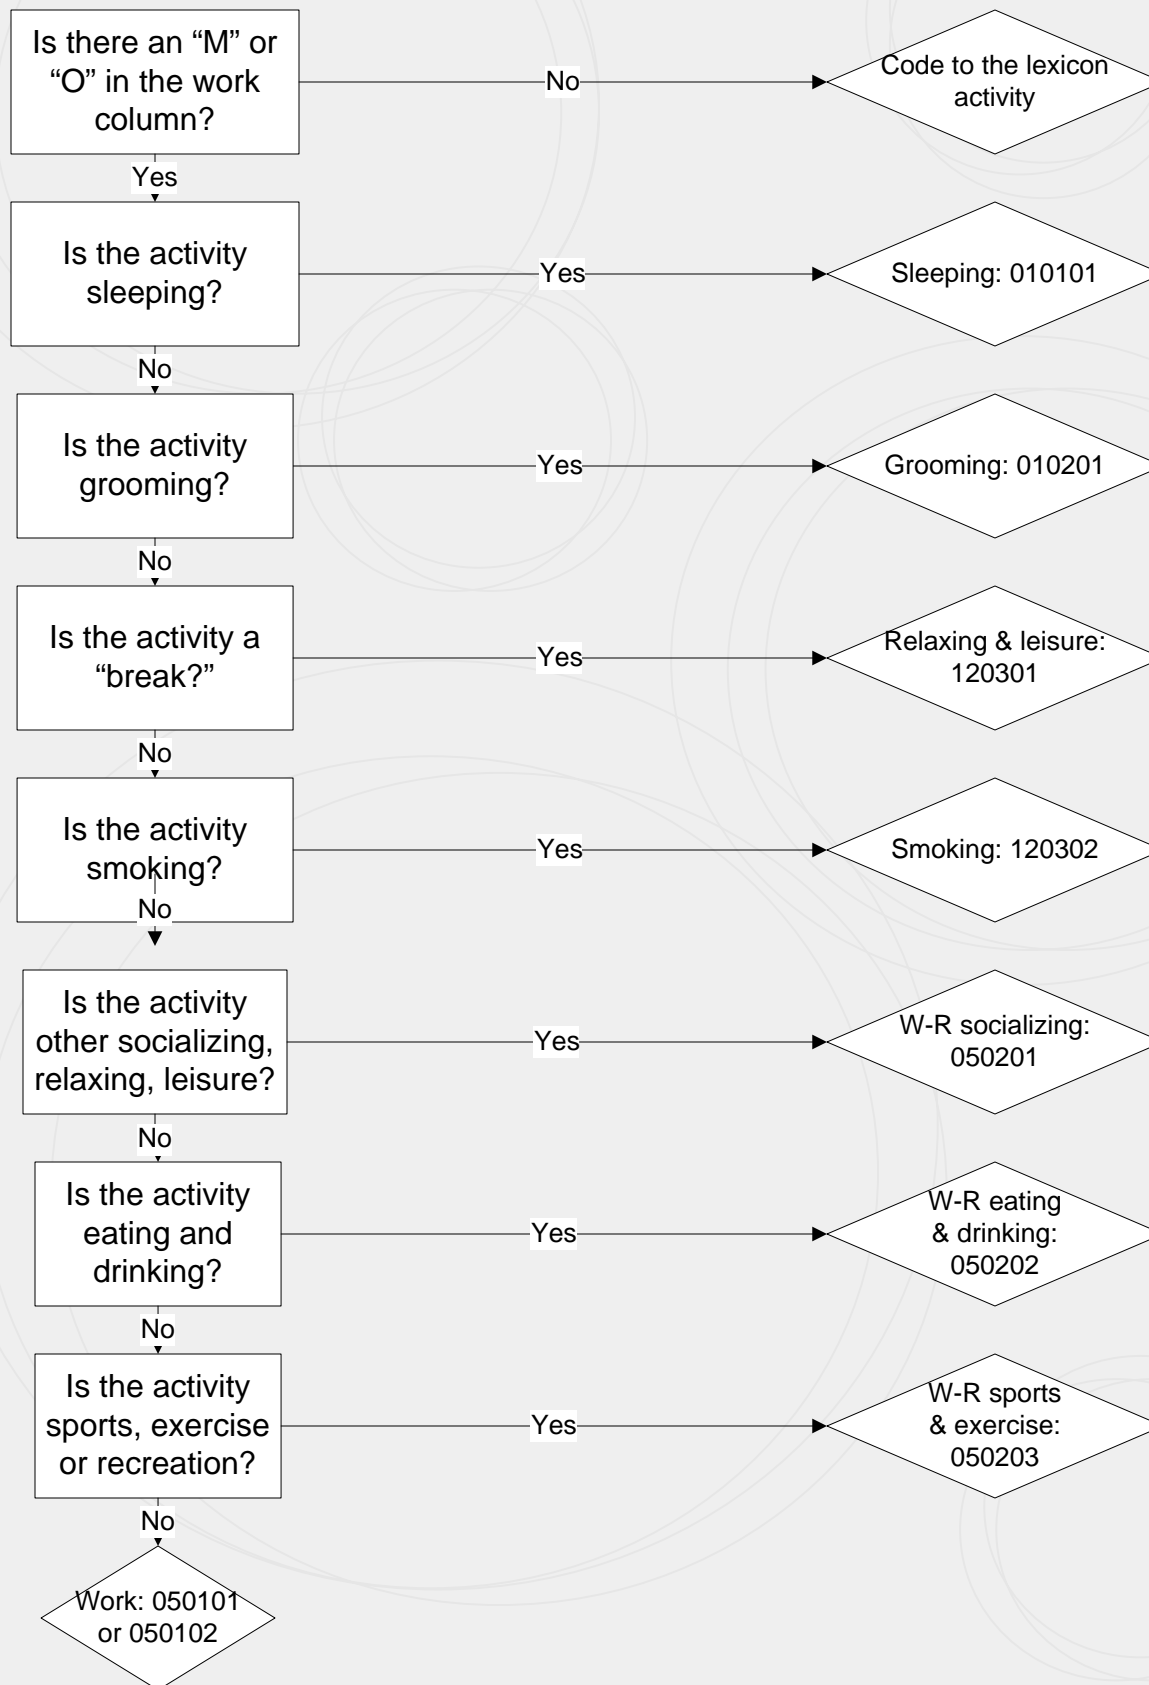 Is there an “M” or
“O” in the work
column?
No
Code to the lexicon
activity
Yes
Is the activity
sleeping?
Yes
Sleeping: 010101
No
Is the activity
grooming?
Yes
Grooming: 010201
No
Is the activity a
“break?”
Yes
Relaxing & leisure:
120301
No
Is the activity
smoking?
Yes
Smoking: 120302
No
Is the activity
other socializing,
relaxing, leisure?
Yes
W-R socializing:
050201
No
Is the activity
eating and
drinking?
Yes
W-R eating
& drinking:
050202
No
Is the activity
sports, exercise
or recreation?
Yes
W-R sports
& exercise:
050203
No
Work: 050101
or 050102